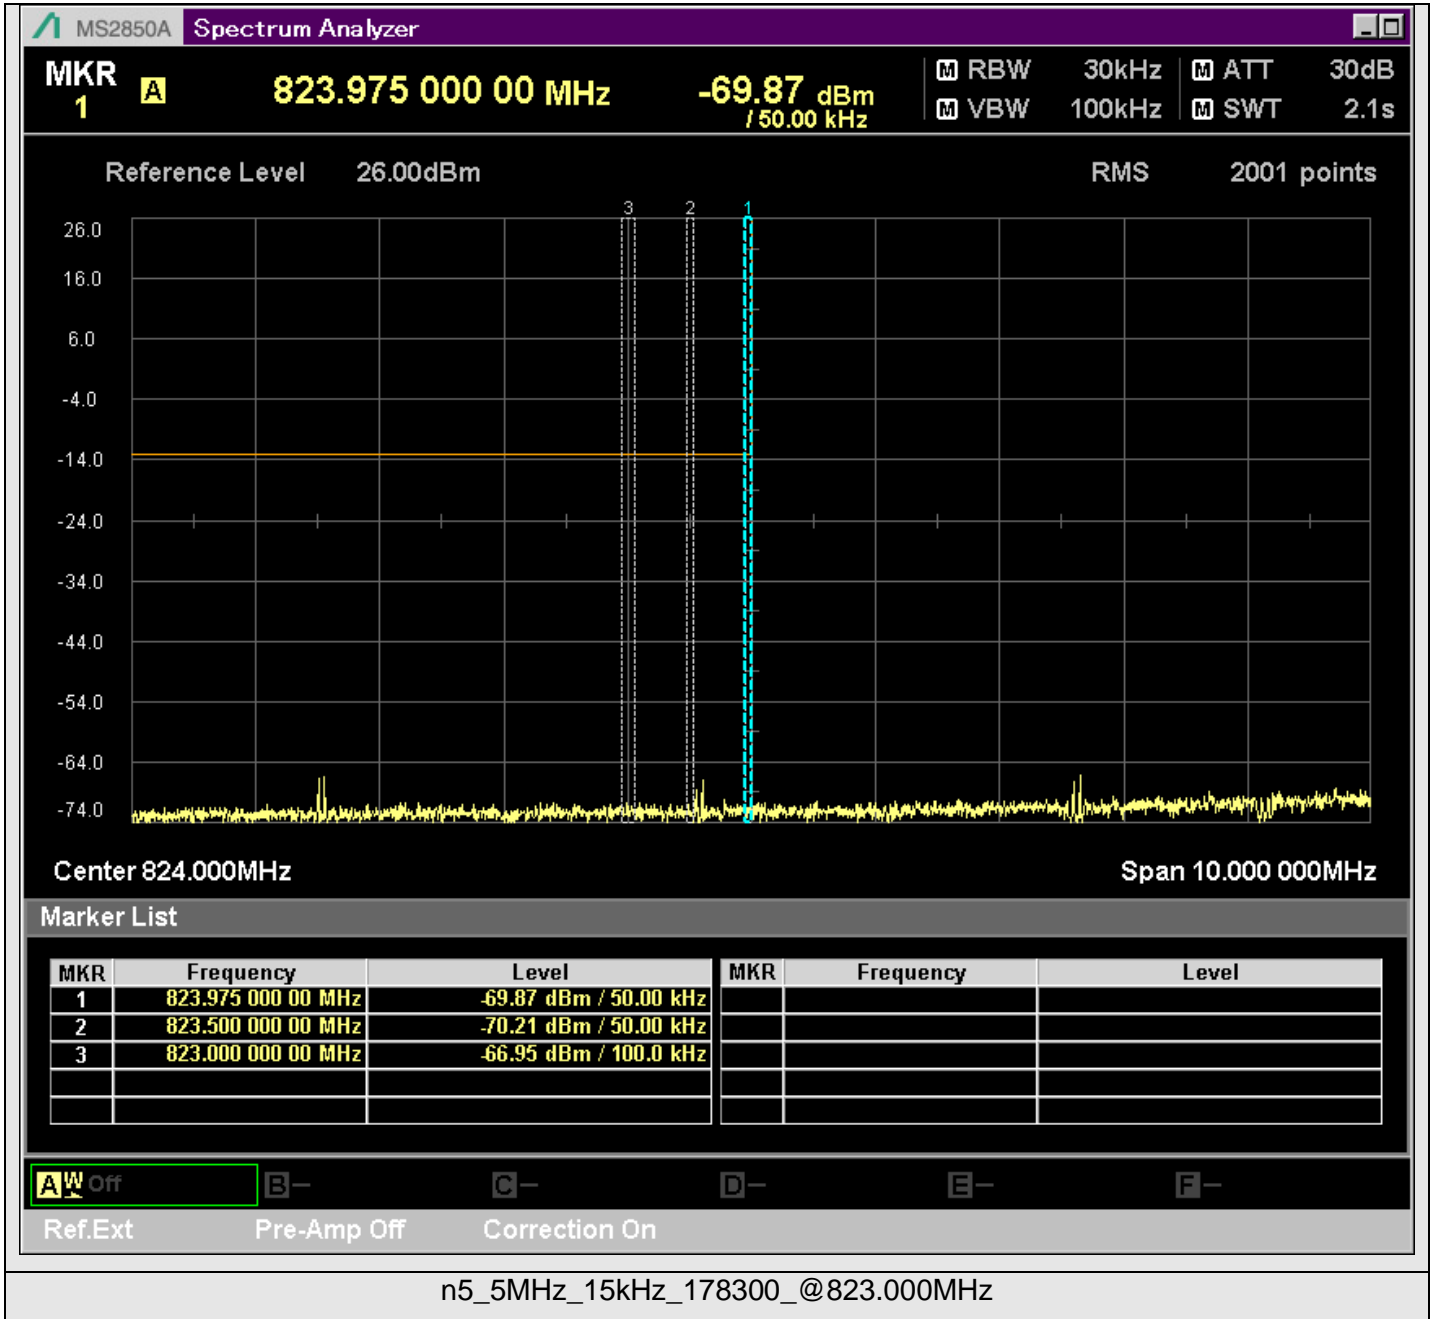 MS2850A Spectrum Analyzer
MKR 1 A 823.975 000 00 MHz -69.87 dBm / 50.00 kHz
M RBW 30kHz M ATT 30dB
M VBW 100kHz M SWT 2.1s
Reference Level 26.00dBm RMS 2001 points
3 2 1
26.0
16.0
6.0
-4.0
-14.0
-24.0
-34.0
-44.0
-54.0
-64.0
-74.0
Center 824.000MHz Span 10.000 000MHz
Marker List
MKR Frequency Level MKR Frequency Level
1 823.975 000 00 MHz -69.87 dBm / 50.00 kHz
2 823.500 000 00 MHz -70.21 dBm / 50.00 kHz
3 823.000 000 00 MHz -66.95 dBm / 100.0 kHz
A W Off B — C — D — E — F —
Ref.Ext Pre-Amp Off Correction On
n5_5MHz_15kHz_178300_@823.000MHz